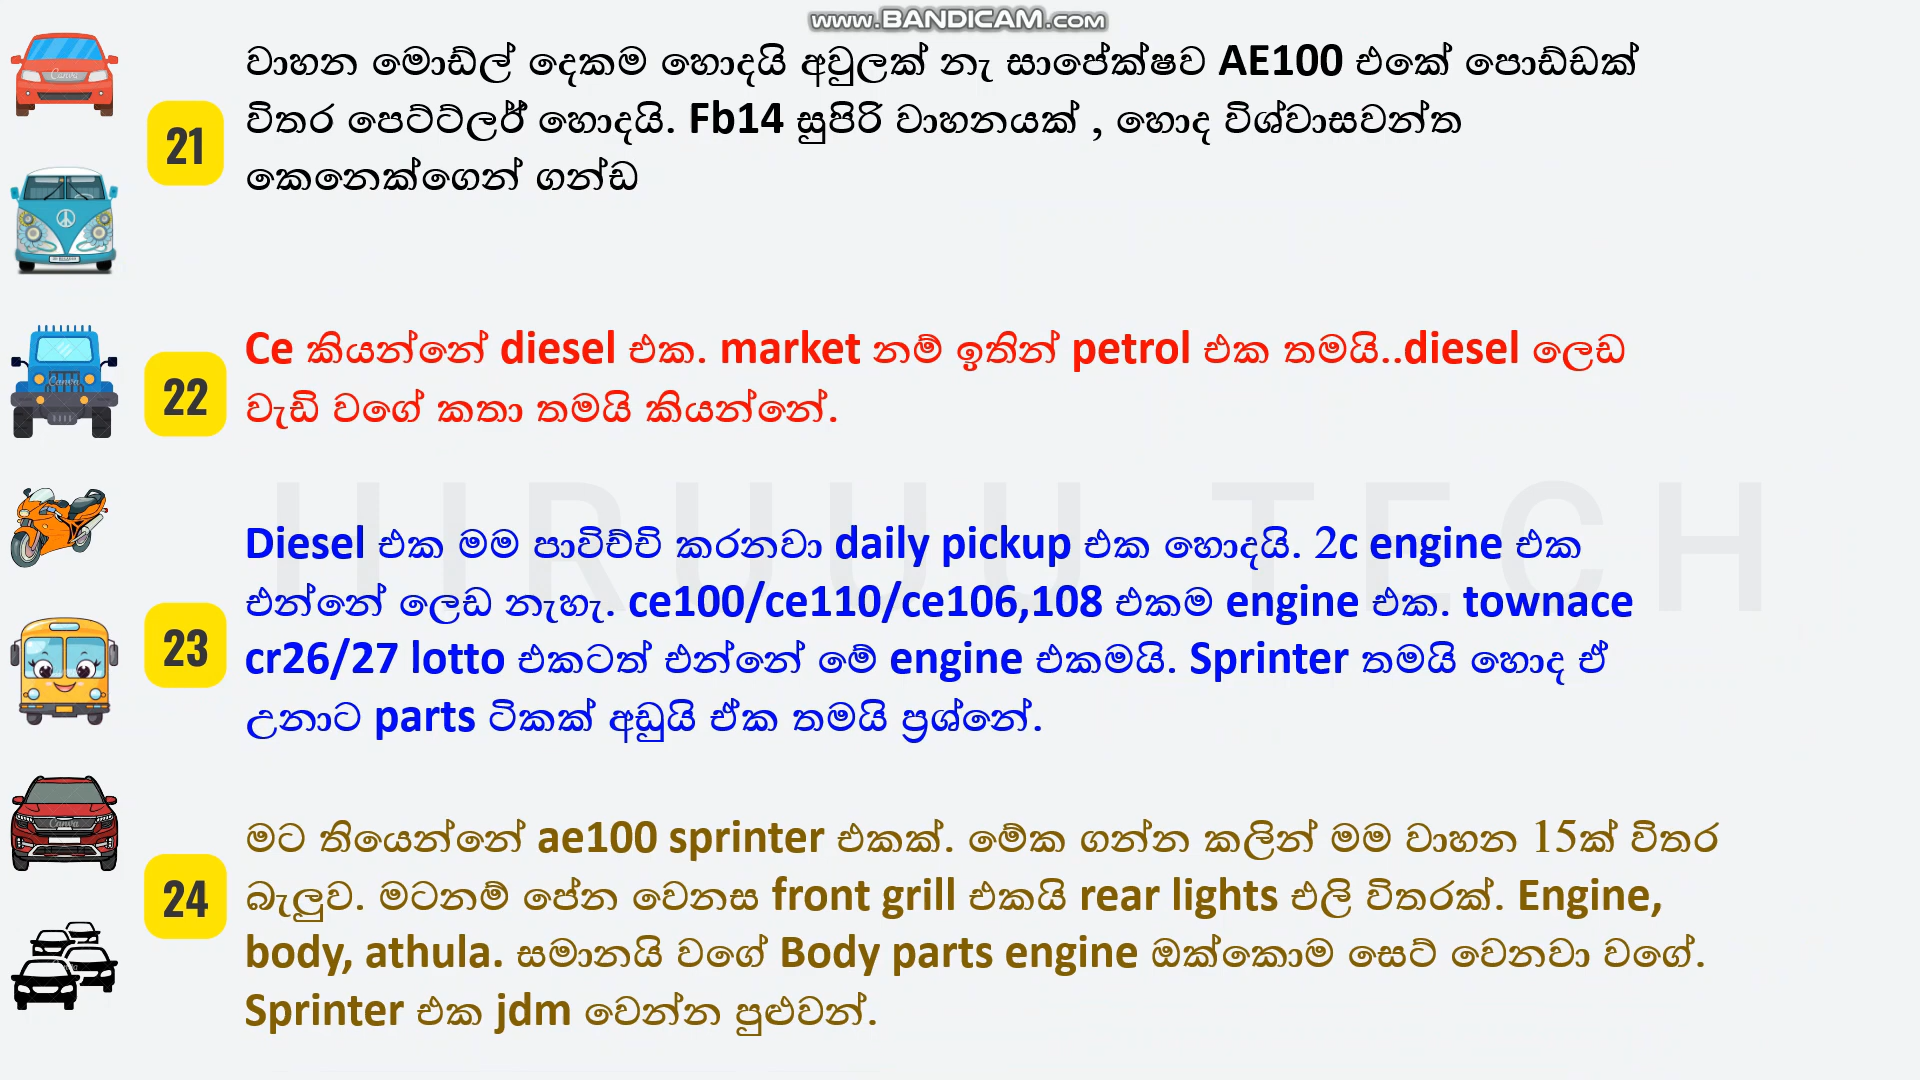 www.BANDICAM.com
වාහන මොඩ්ල් දෙකම හොදයි අවුලක් නෑ සාපේක්ෂව AE100 එකේ පොඩ්ඩක්
21
විතර පෙට්ට්ලර් හොදයි. Fb14 සුපිරි වාහනයක් , හොද විශ්වාසවන්ත
කෙනෙක්ගෙන් ගන්ඩ
Ce කියන්නේ diesel එක. market නම් ඉතින් petrol එක තමයි..diesel ලෙඩ
22
වැඩි වගේ කතා තමයි කියන්නේ.
Diesel එක මම පාවිච්චි කරනවා daily pickup එක හොදයි. 2c engine එක
එන්නේ ලෙඩ නැහැ. ce100/ce110/ce106,108 එකම engine එක. townace
23
cr26/27 lotto එකටත් එන්නේ මේ engine එකමයි. Sprinter තමයි හොද ඒ
උනාට parts ටිකක් අඩුයි ඒක තමයි ප්‍රශ්නේ.
මට තියෙන්නේ ae100 sprinter එකක්. මේක ගන්න කලින් මම වාහන 15ක් විතර
24
බැලුව. මටනම් පේන වෙනස front grill එකයි rear lights එලි විතරක්. Engine,
body, athula. සමානයි වගේ Body parts engine ඔක්කොම සෙට් වෙනවා වගේ.
Sprinter එක jdm වෙන්න පුළුවන්.